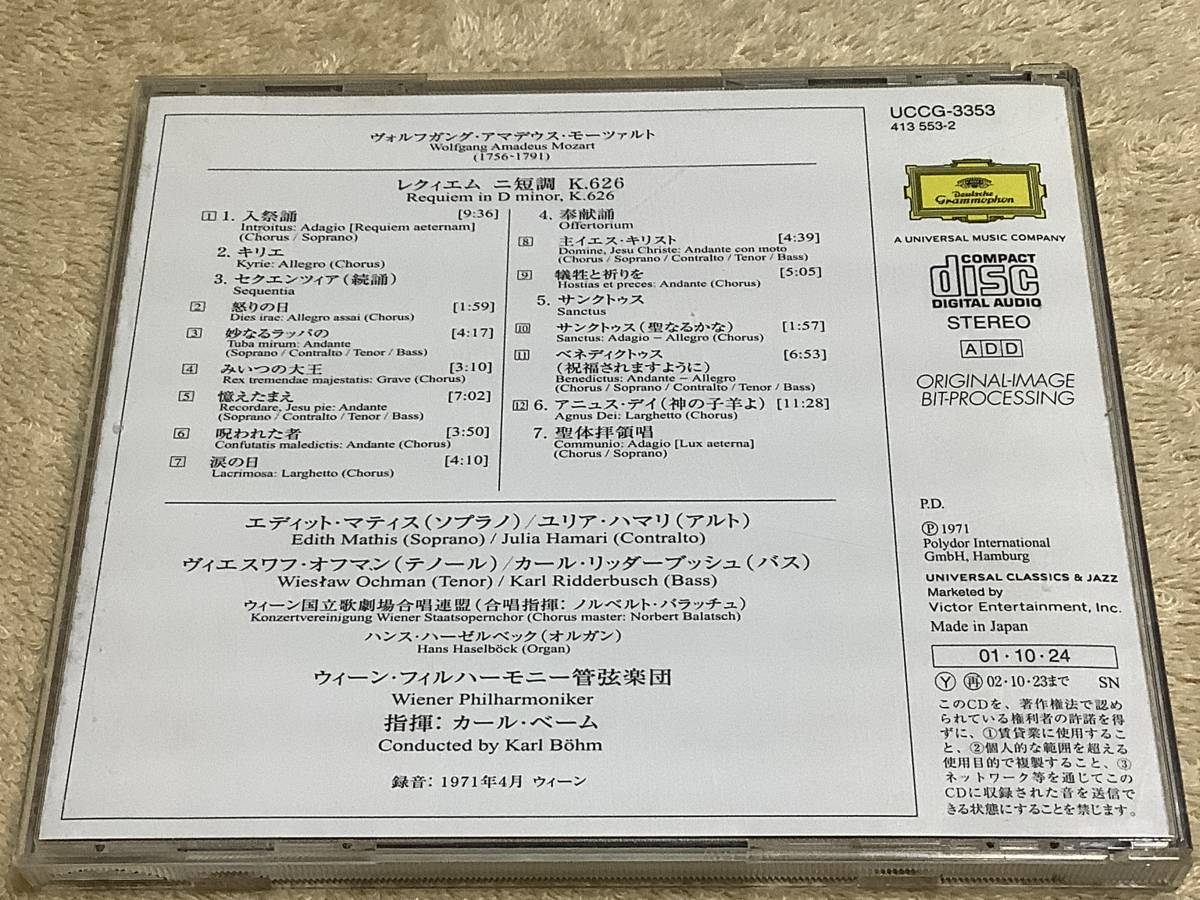 ヴォルフガング・アマデウス・モーツァルト
Wolfgang Amadeus Mozart
(1756-1791)
レクィエム ニ短調 K.626
Requiem in D minor, K.626
1 1. 入祭誦 [9:36]
Introitus: Adagio [Requiem aeternam]
(Chorus / Soprano)
2. キリエ
Kyrie: Allegro (Chorus)
3. セクエンツィア(続誦)
Sequentia
2 怒りの日 [1:59]
Dies irae: Allegro assai (Chorus)
3 妙なるラッパの [4:17]
Tuba mirum: Andante
(Soprano / Contralto / Tenor / Bass)
4 みいつの大王 [3:10]
Rex tremendae majestatis: Grave (Chorus)
5 憶えたまえ [7:02]
Recordare, Jesu pie: Andante
(Soprano / Contralto / Tenor / Bass)
6 呪われた者 [3:50]
Confutatis maledictis: Andante (Chorus)
7 涙の日 [4:10]
Lacrimosa: Larghetto (Chorus)
4. 奉献誦
Offertorium
8 主イエス・キリスト [4:39]
Domine, Jesu Christe: Andante con moto
(Chorus / Soprano / Contralto / Tenor / Bass)
9 犠牲と祈りを [5:05]
Hostias et preces: Andante (Chorus)
5. サンクトゥス
Sanctus
10 サンクトゥス(聖なるかな) [1:57]
Sanctus: Adagio – Allegro (Chorus)
11 ベネディクトゥス [6:53]
(祝福されますように)
Benedictus: Andante – Allegro
(Chorus / Soprano / Contralto / Tenor / Bass)
12 6. アニュス・デイ(神の子羊よ) [11:28]
Agnus Dei: Larghetto (Chorus)
7. 聖体拝領唱
Communio: Adagio [Lux aeterna]
(Chorus / Soprano)
エディット・マティス(ソプラノ)/ユリア・ハマリ(アルト)
Edith Mathis (Soprano) / Julia Hamari (Contralto)
ヴィエスワフ・オフマン(テノール)/カール・リッダーブッシュ(バス)
Wiesław Ochman (Tenor) / Karl Ridderbusch (Bass)
ウィーン国立歌劇場合唱連盟(合唱指揮: ノルベルト・バラッチュ)
Konzertvereinigung Wiener Staatsopernchor (Chorus master: Norbert Balatsch)
ハンス・ハーゼルベック(オルガン)
Hans Haselböck (Organ)
ウィーン・フィルハーモニー管弦楽団
Wiener Philharmoniker
指揮: カール・ベーム
Conducted by Karl Böhm
録音: 1971年4月 ウィーン
UCCG-3353
413 553-2
Deutsche
Grammophon
A UNIVERSAL MUSIC COMPANY
COMPACT
disc
DIGITAL AUDIO
STEREO
ADD
ORIGINAL-IMAGE
BIT-PROCESSING
P.D.
Ⓟ 1971
Polydor International
GmbH, Hamburg
UNIVERSAL CLASSICS & JAZZ
Marketed by
Victor Entertainment, Inc.
Made in Japan
01・10・24
Ⓨ ㊢ 02・10・23まで SN
このCDを、著作権法で認め
られている権利者の許諾を得
ずに、①賃貸業に使用するこ
と、②個人的な範囲を超える
使用目的で複製すること、③
ネットワーク等を通じてこの
CDに収録された音を送信で
きる状態にすることを禁じます。